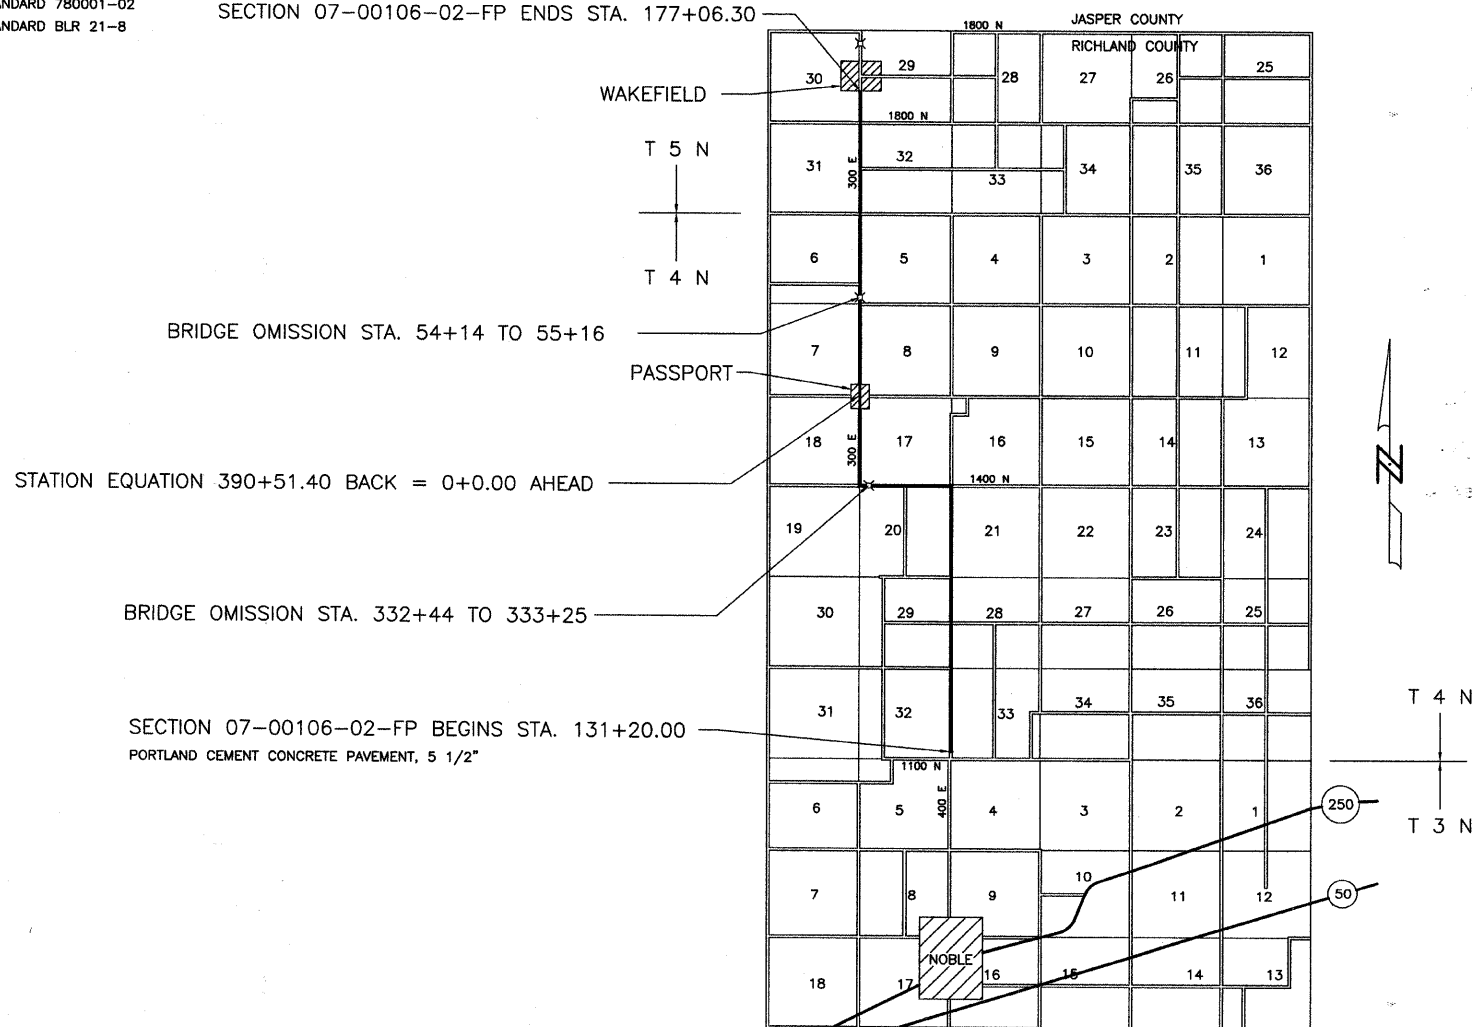 ANDARD 780001-02
ANDARD BLR 21-8
SECTION 07-00106-02-FP ENDS STA. 177+06.30
1800 N
JASPER COUNTY
RICHLAND COUNTY
30 29 28 27 26 25
WAKEFIELD
1800 N
T 5 N
31 300 E 32 33 34 35 36
T 4 N
6 5 4 3 2 1
BRIDGE OMISSION STA. 54+14 TO 55+16
7 8 9 10 11 12
PASSPORT
18 300 E 17 16 15 14 13
STATION EQUATION 390+51.40 BACK = 0+0.00 AHEAD
1400 N
N
19 20 21 22 23 24
BRIDGE OMISSION STA. 332+44 TO 333+25
30 29 28 27 26 25
31 32 33 34 35 36
T 4 N
SECTION 07-00106-02-FP BEGINS STA. 131+20.00
PORTLAND CEMENT CONCRETE PAVEMENT, 5 1/2"
1100 N
6 5 400 E 4 3 2 1 250
T 3 N
7 8 9 10 11 12 50
NOBLE
18 17 16 15 14 13